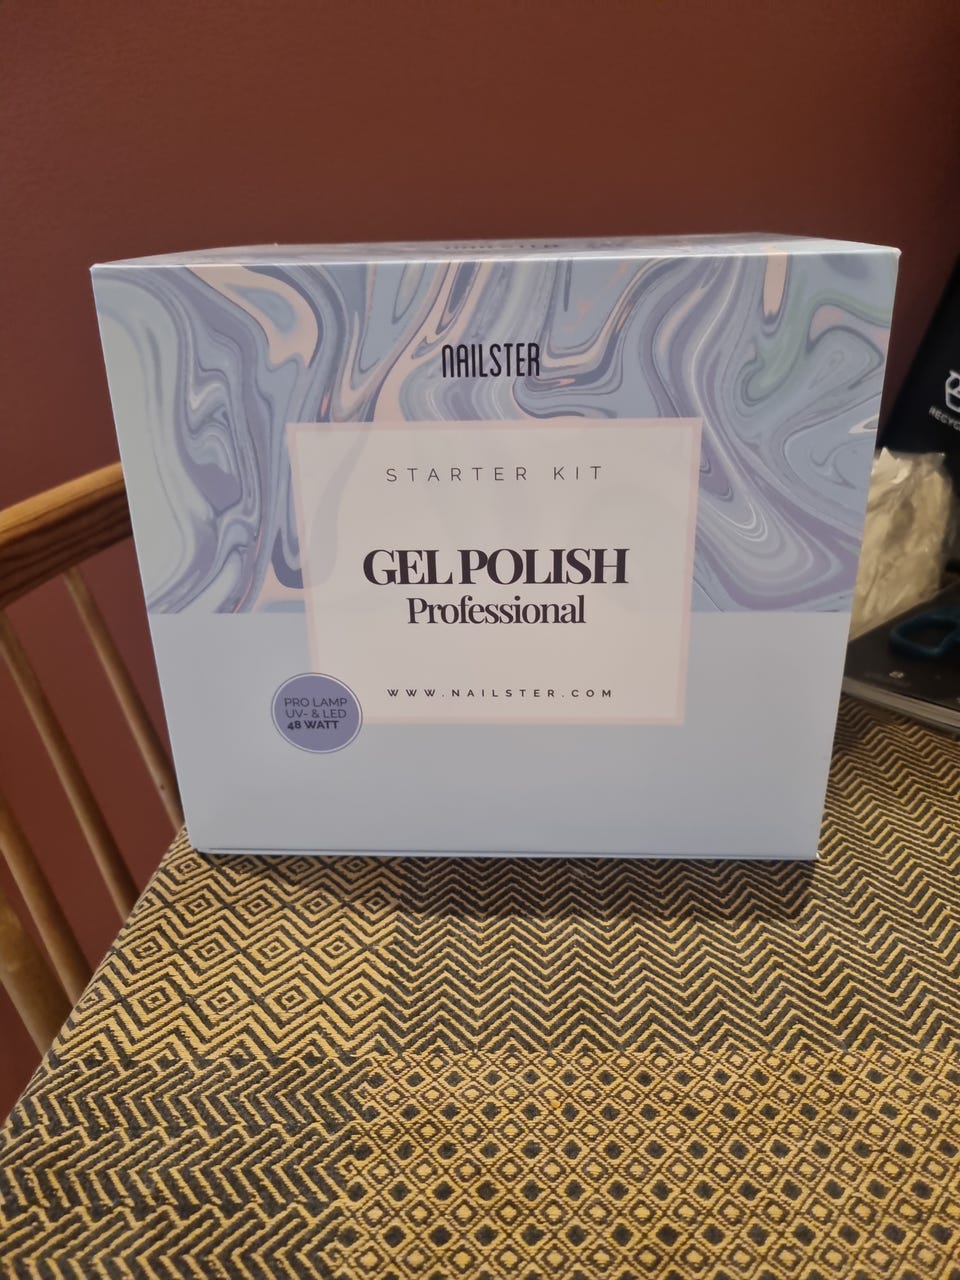 NAILSTER
STARTER KIT
GEL POLISH
Professional
WWW.NAILSTER.COM
PRO LAMP
UV- & LED
48 WATT